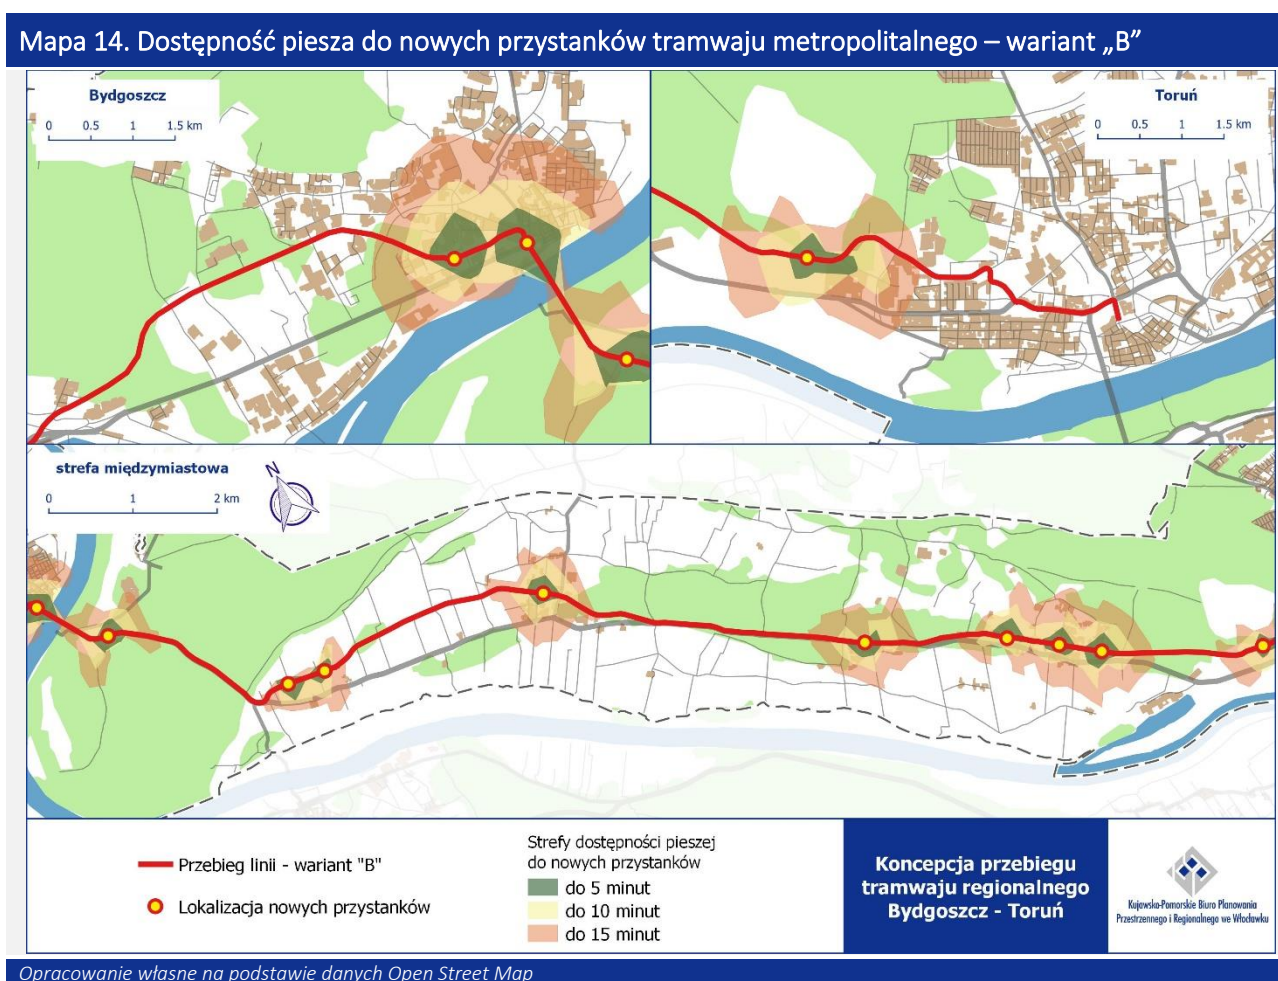 Mapa 14. Dostępność piesza do nowych przystanków tramwaju metropolitalnego – wariant „B”
Bydgoszcz
0 0.5 1 1.5 km
Toruń
0 0.5 1 1.5 km
strefa międzymiastowa
0 1 2 km
N
Przebieg linii - wariant "B"
Lokalizacja nowych przystanków
Strefy dostępności pieszej
do nowych przystanków
do 5 minut
do 10 minut
do 15 minut
Koncepcja przebiegu
tramwaju regionalnego
Bydgoszcz - Toruń
Kujawsko-Pomorskie Biuro Planowania
Przestrzennego i Regionalnego we Włocławku
Opracowanie własne na podstawie danych Open Street Map